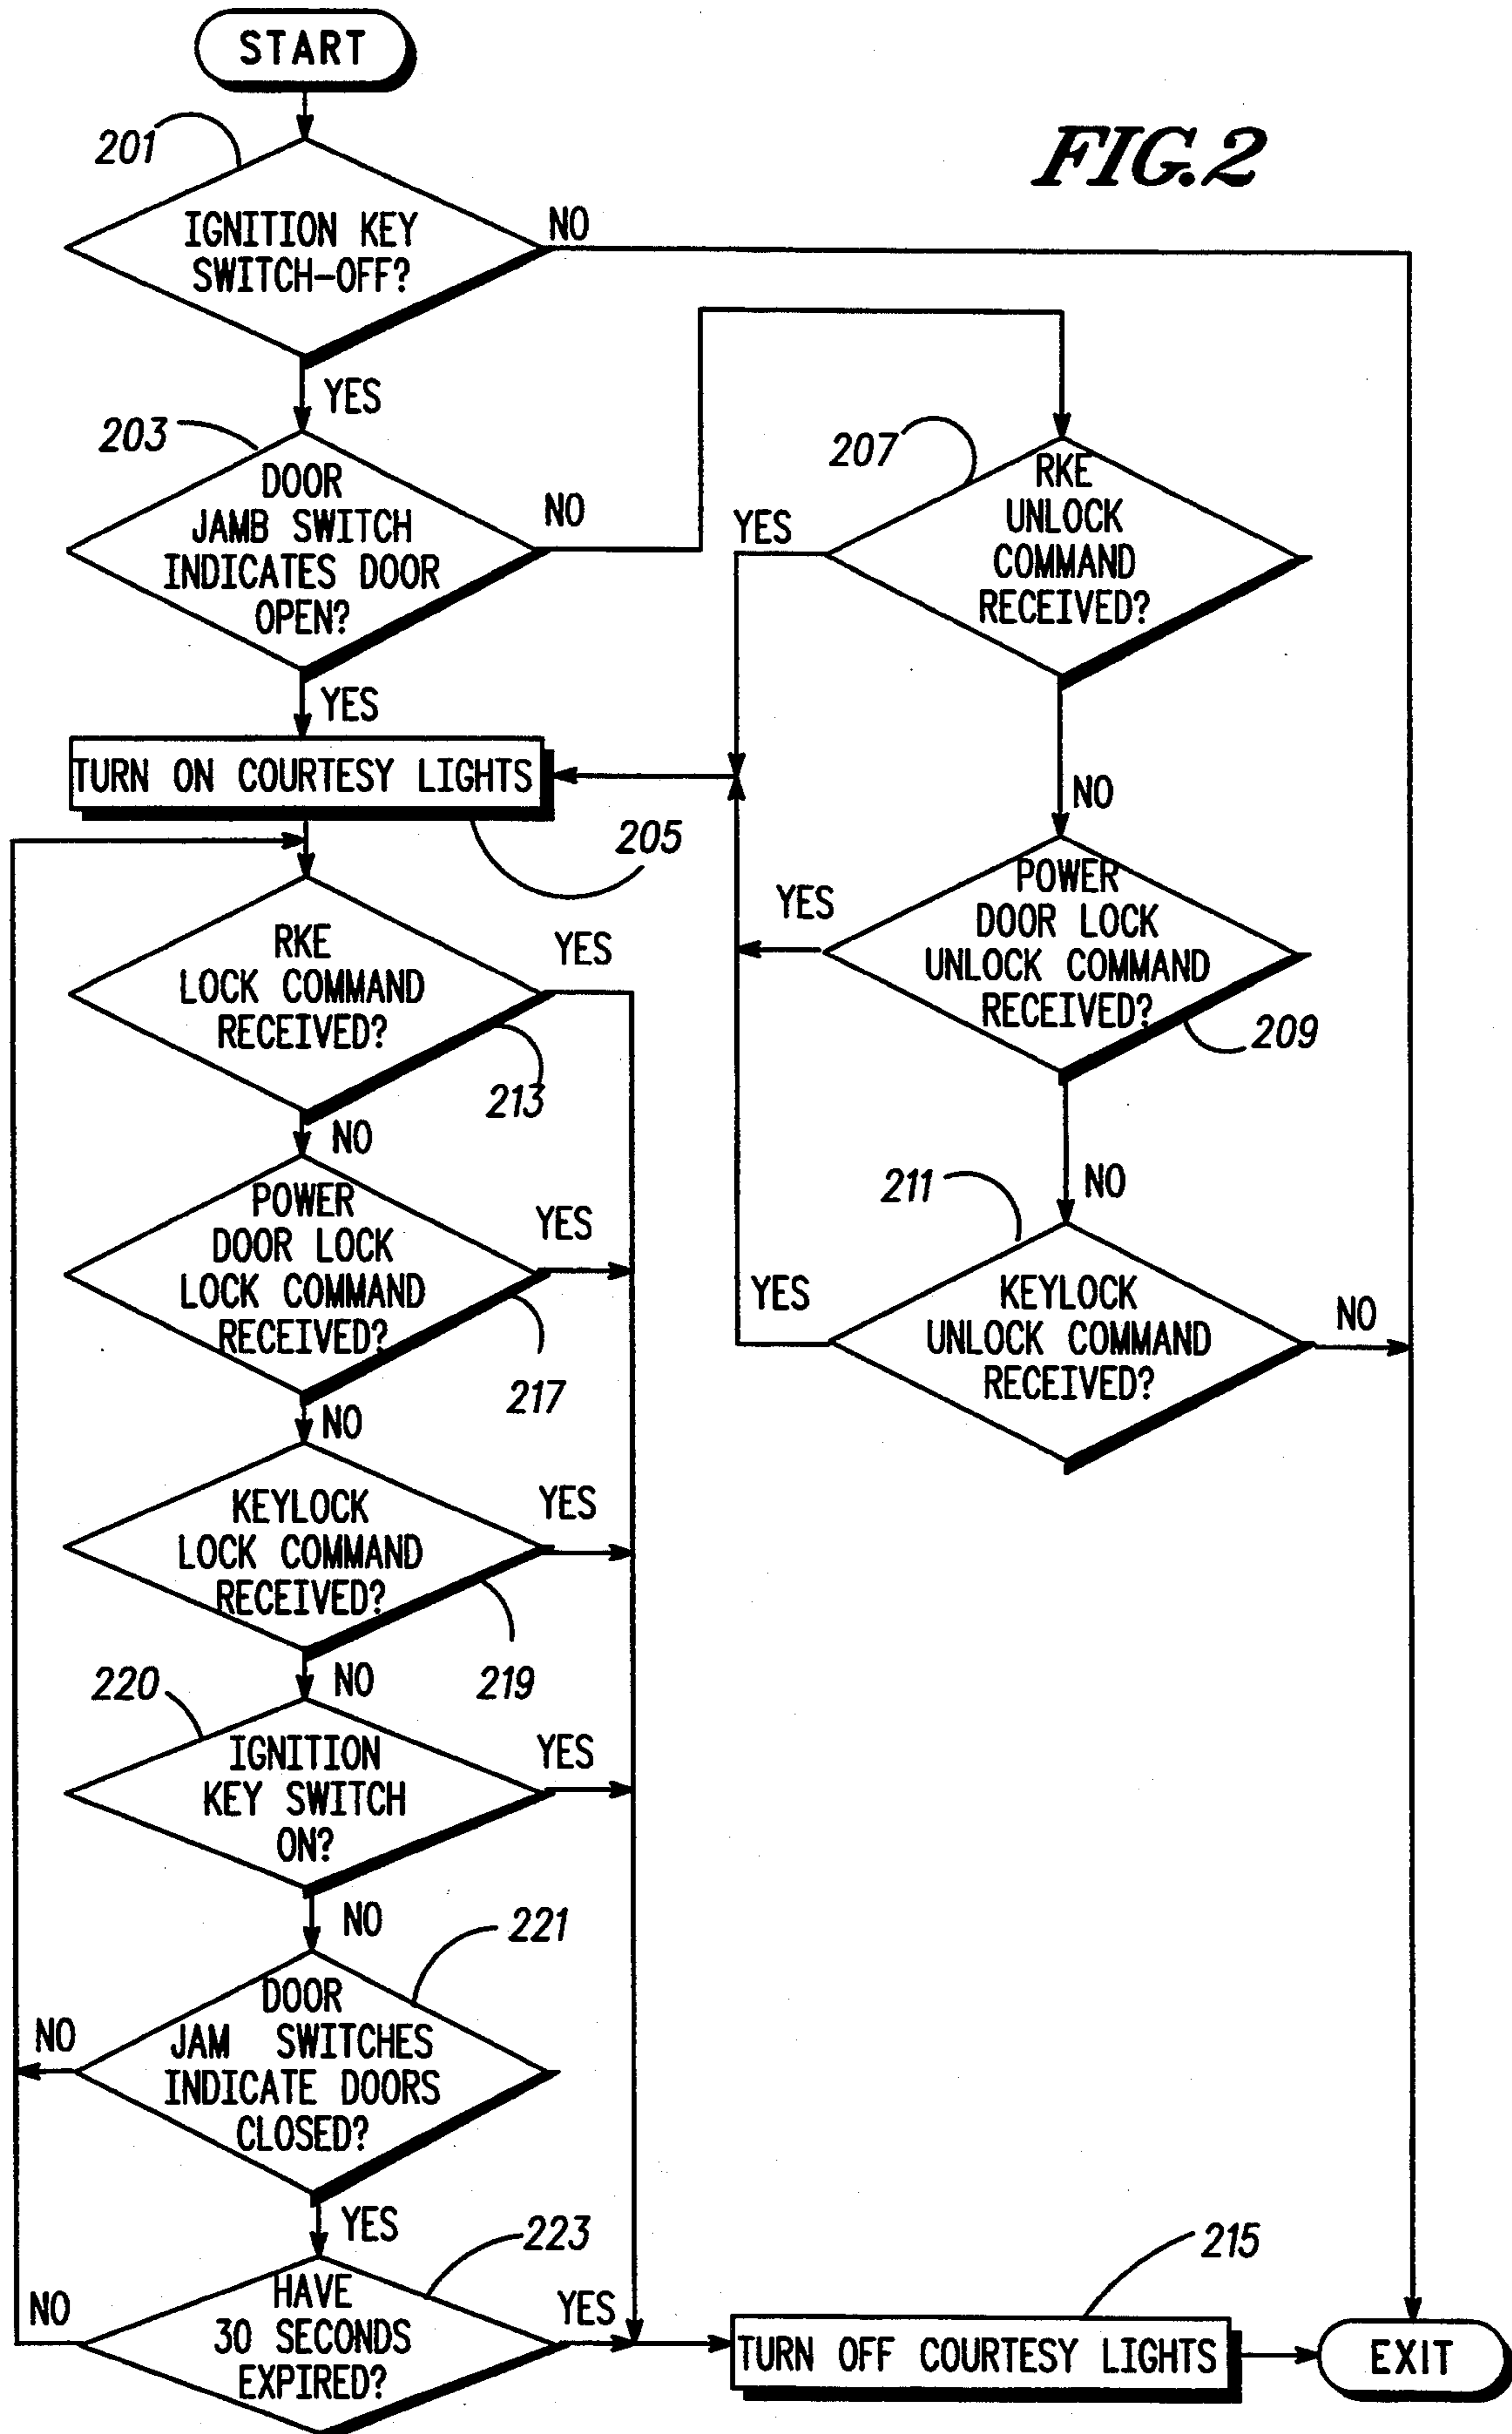 START
FIG.2
201
IGNITION KEY
SWITCH-OFF?
NO
YES
203
DOOR
JAMB SWITCH
INDICATES DOOR
OPEN?
NO
YES
207
RKE
UNLOCK
COMMAND
RECEIVED?
YES
NO
TURN ON COURTESY LIGHTS
205
POWER
DOOR LOCK
UNLOCK COMMAND
RECEIVED?
YES
209
NO
RKE
LOCK COMMAND
RECEIVED?
YES
213
NO
211
KEYLOCK
UNLOCK COMMAND
RECEIVED?
YES
NO
POWER
DOOR LOCK
LOCK COMMAND
RECEIVED?
YES
217
NO
KEYLOCK
LOCK COMMAND
RECEIVED?
YES
219
NO
220
IGNITION
KEY SWITCH
ON?
YES
NO
221
DOOR
JAM SWITCHES
INDICATE DOORS
CLOSED?
NO
YES
223
HAVE
30 SECONDS
EXPIRED?
NO
YES
215
TURN OFF COURTESY LIGHTS
EXIT